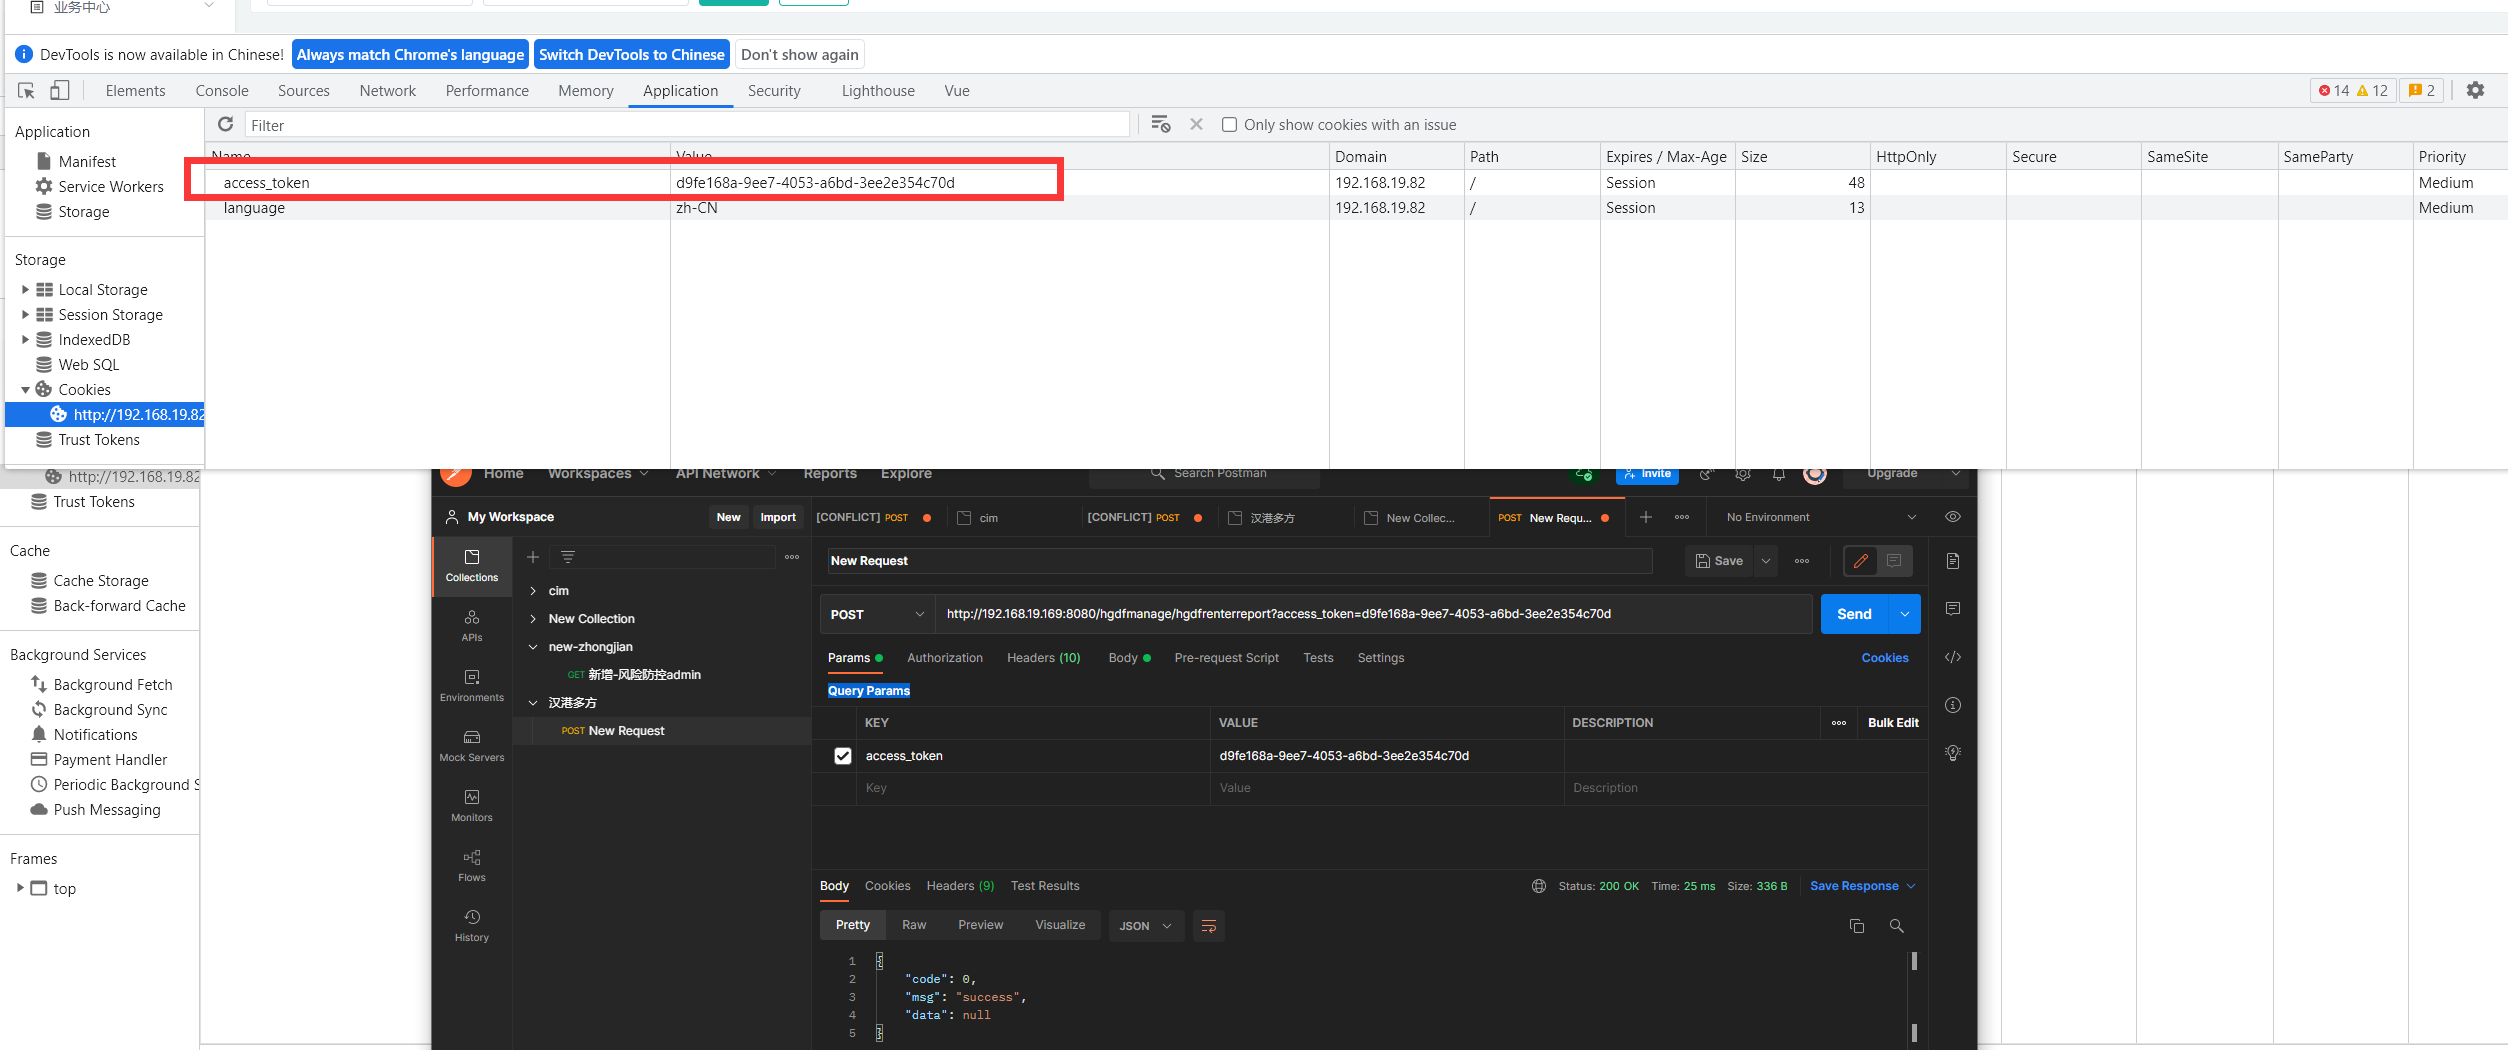 业务中心
DevTools is now available in Chinese! Always match Chrome's language Switch DevTools to Chinese Don't show again
Elements Console Sources Network Performance Memory Application Security Lighthouse Vue 14 12 2
Filter Only show cookies with an issue
Name Value Domain Path Expires / Max-Age Size HttpOnly Secure SameSite SameParty Priority
access_token d9fe168a-9ee7-4053-a6bd-3ee2e354c70d 192.168.19.82 / Session 48 Medium
language zh-CN 192.168.19.82 / Session 13 Medium
Application
Manifest
Service Workers
Storage
Storage
Local Storage
Session Storage
IndexedDB
Web SQL
Cookies
http://192.168.19.82
Trust Tokens
http://192.168.19.82
Trust Tokens
Cache
Cache Storage
Back-forward Cache
Background Services
Background Fetch
Background Sync
Notifications
Payment Handler
Periodic Background S
Push Messaging
Frames
top
Home Workspaces API Network Reports Explore Search Postman Invite Upgrade
My Workspace New Import
[CONFLICT] POST cim [CONFLICT] POST 汉港多方 New Collec... POST New Requ... No Environment
Collections
APIs
Environments
Mock Servers
Monitors
Flows
History
cim
New Collection
new-zhongjian
GET 新增-风险防控admin
汉港多方
POST New Request
New Request Save
POST http://192.168.19.169:8080/hgdfmanage/hgdfrenterreport?access_token=d9fe168a-9ee7-4053-a6bd-3ee2e354c70d Send
Params Authorization Headers (10) Body Pre-request Script Tests Settings Cookies
Query Params
KEY VALUE DESCRIPTION Bulk Edit
access_token d9fe168a-9ee7-4053-a6bd-3ee2e354c70d
Key Value Description
Body Cookies Headers (9) Test Results Status: 200 OK Time: 25 ms Size: 336 B Save Response
Pretty Raw Preview Visualize JSON
1 {
2 "code": 0,
3 "msg": "success",
4 "data": null
5 }